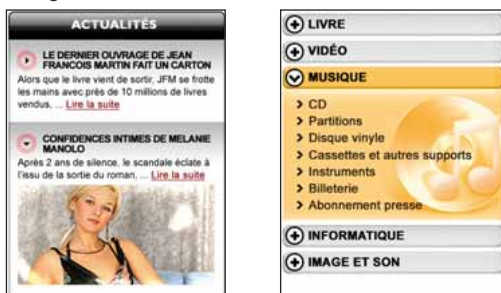 ACTUALITÉS
LE DERNIER OUVRAGE DE JEAN
FRANCOIS MARTIN FAIT UN CARTON
Alors que le livre vient de sortir, JFM se frotte
les mains avec près de 10 millions de livres
vendus, ... Lire la suite
CONFIDENCES INTIMES DE MELANIE
MANOLO
Après 2 ans de silence, le scandale éclate à
l'issu de la sortie du roman, ... Lire la suite
LIVRE
VIDÉO
MUSIQUE
CD
Partitions
Disque vinyle
Cassettes et autres supports
Instruments
Billeterie
Abonnement presse
INFORMATIQUE
IMAGE ET SON